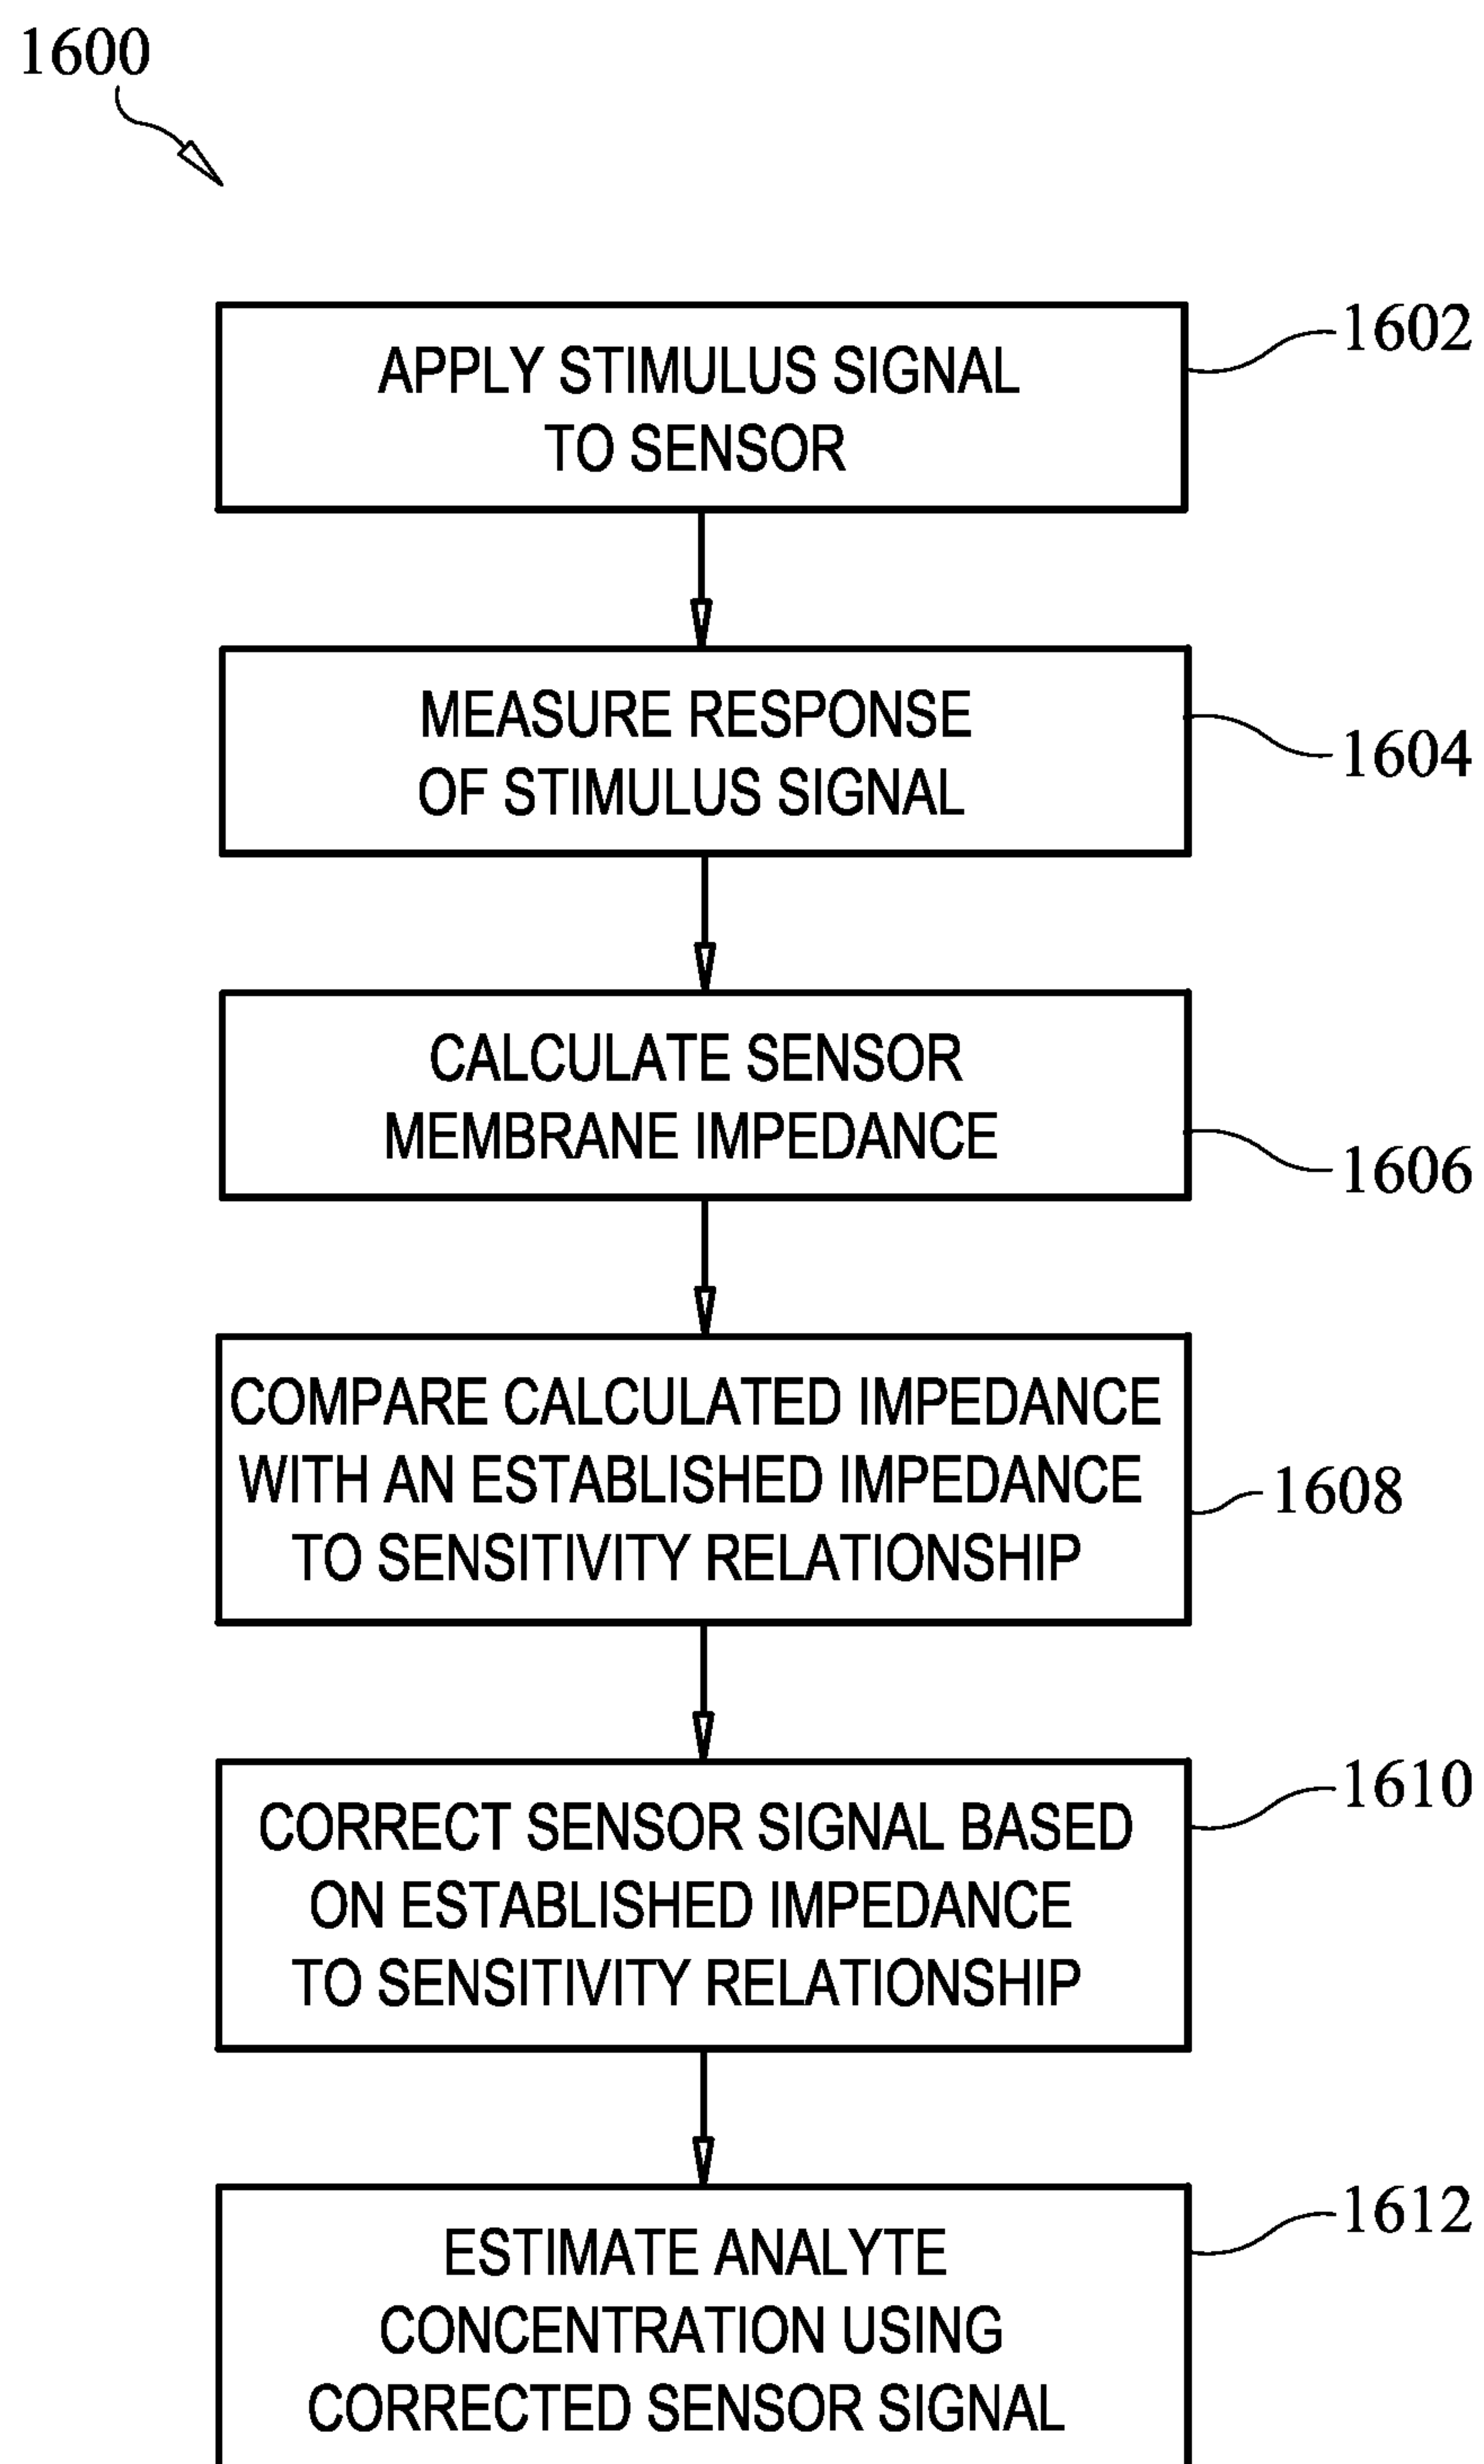 1600
APPLY STIMULUS SIGNAL
TO SENSOR
1602
MEASURE RESPONSE
OF STIMULUS SIGNAL
1604
CALCULATE SENSOR
MEMBRANE IMPEDANCE
1606
COMPARE CALCULATED IMPEDANCE
WITH AN ESTABLISHED IMPEDANCE
TO SENSITIVITY RELATIONSHIP
1608
CORRECT SENSOR SIGNAL BASED
ON ESTABLISHED IMPEDANCE
TO SENSITIVITY RELATIONSHIP
1610
ESTIMATE ANALYTE
CONCENTRATION USING
CORRECTED SENSOR SIGNAL
1612